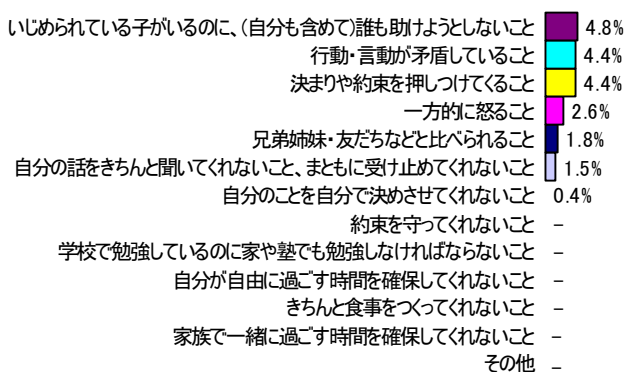 いじめられている子がいるのに、(自分も含めて)誰も助けようとしないこと 4.8%
行動・言動が矛盾していること 4.4%
決まりや約束を押しつけてくること 4.4%
一方的に怒ること 2.6%
兄弟姉妹・友だちなどと比べられること 1.8%
自分の話をきちんと聞いてくれないこと、まともに受け止めてくれない 1.5%
自分のことを自分で決めさせてくれないこと 0.4%
約束を守ってくれないこと -
学校で勉強しているのに家や塾でも勉強しなければならないこと -
自分が自由に過ごす時間を確保してくれないこと -
きちんと食事をつくってくれないこと -
家族で一緒に過ごす時間を確保してくれないこと -
その他 -